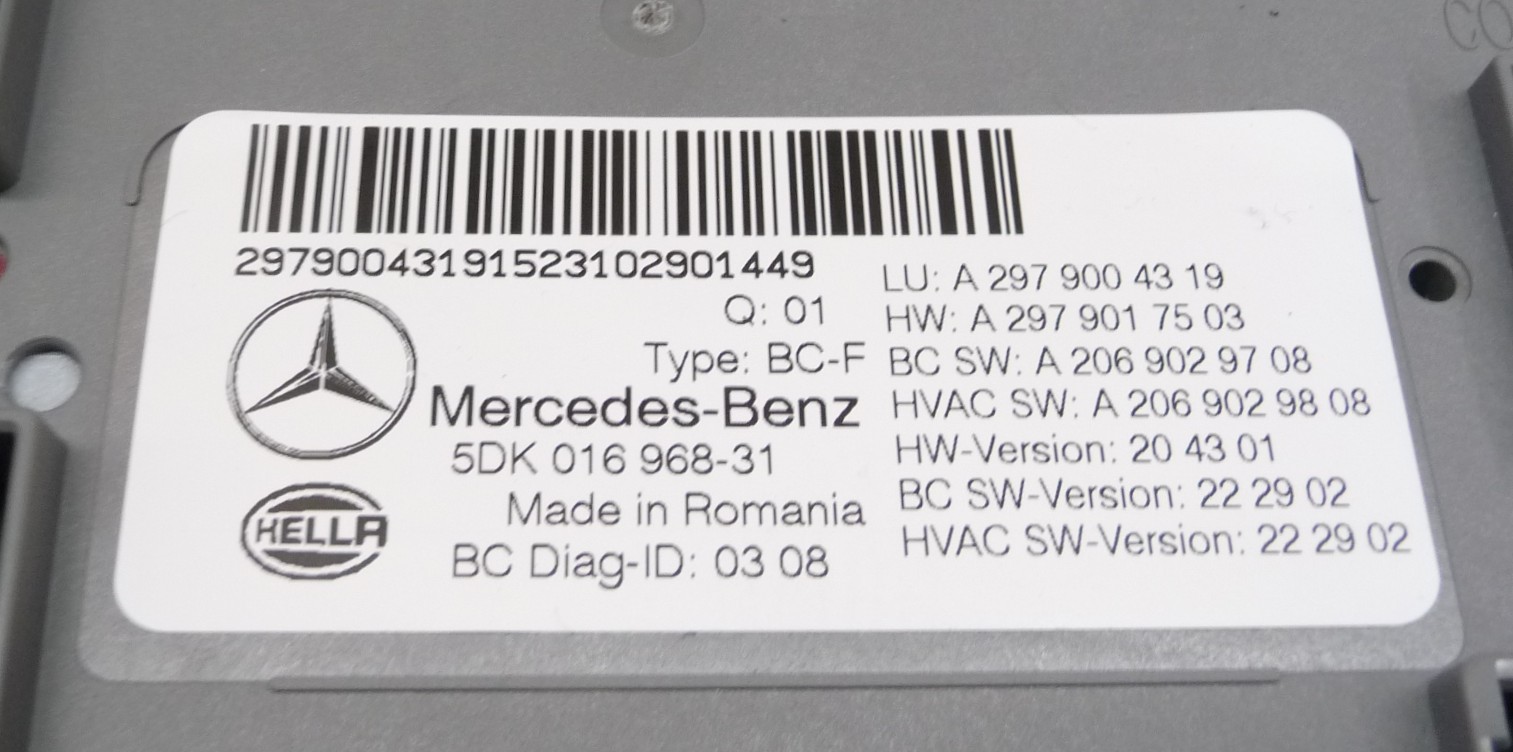 29790043191523102901449
Q: 01
Type: BC-F
Mercedes-Benz
5DK 016 968-31
Made in Romania
BC Diag-ID: 03 08
HELLA
LU: A 297 900 43 19
HW: A 297 901 75 03
BC SW: A 206 902 97 08
HVAC SW: A 206 902 98 08
HW-Version: 20 43 01
BC SW-Version: 22 29 02
HVAC SW-Version: 22 29 02